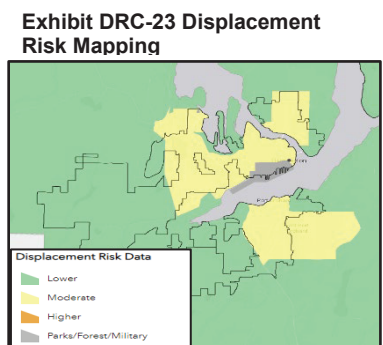 Exhibit DRC-23 Displacement
Risk Mapping
Displacement Risk Data
Lower
Moderate
Higher
Parks/Forest/Military